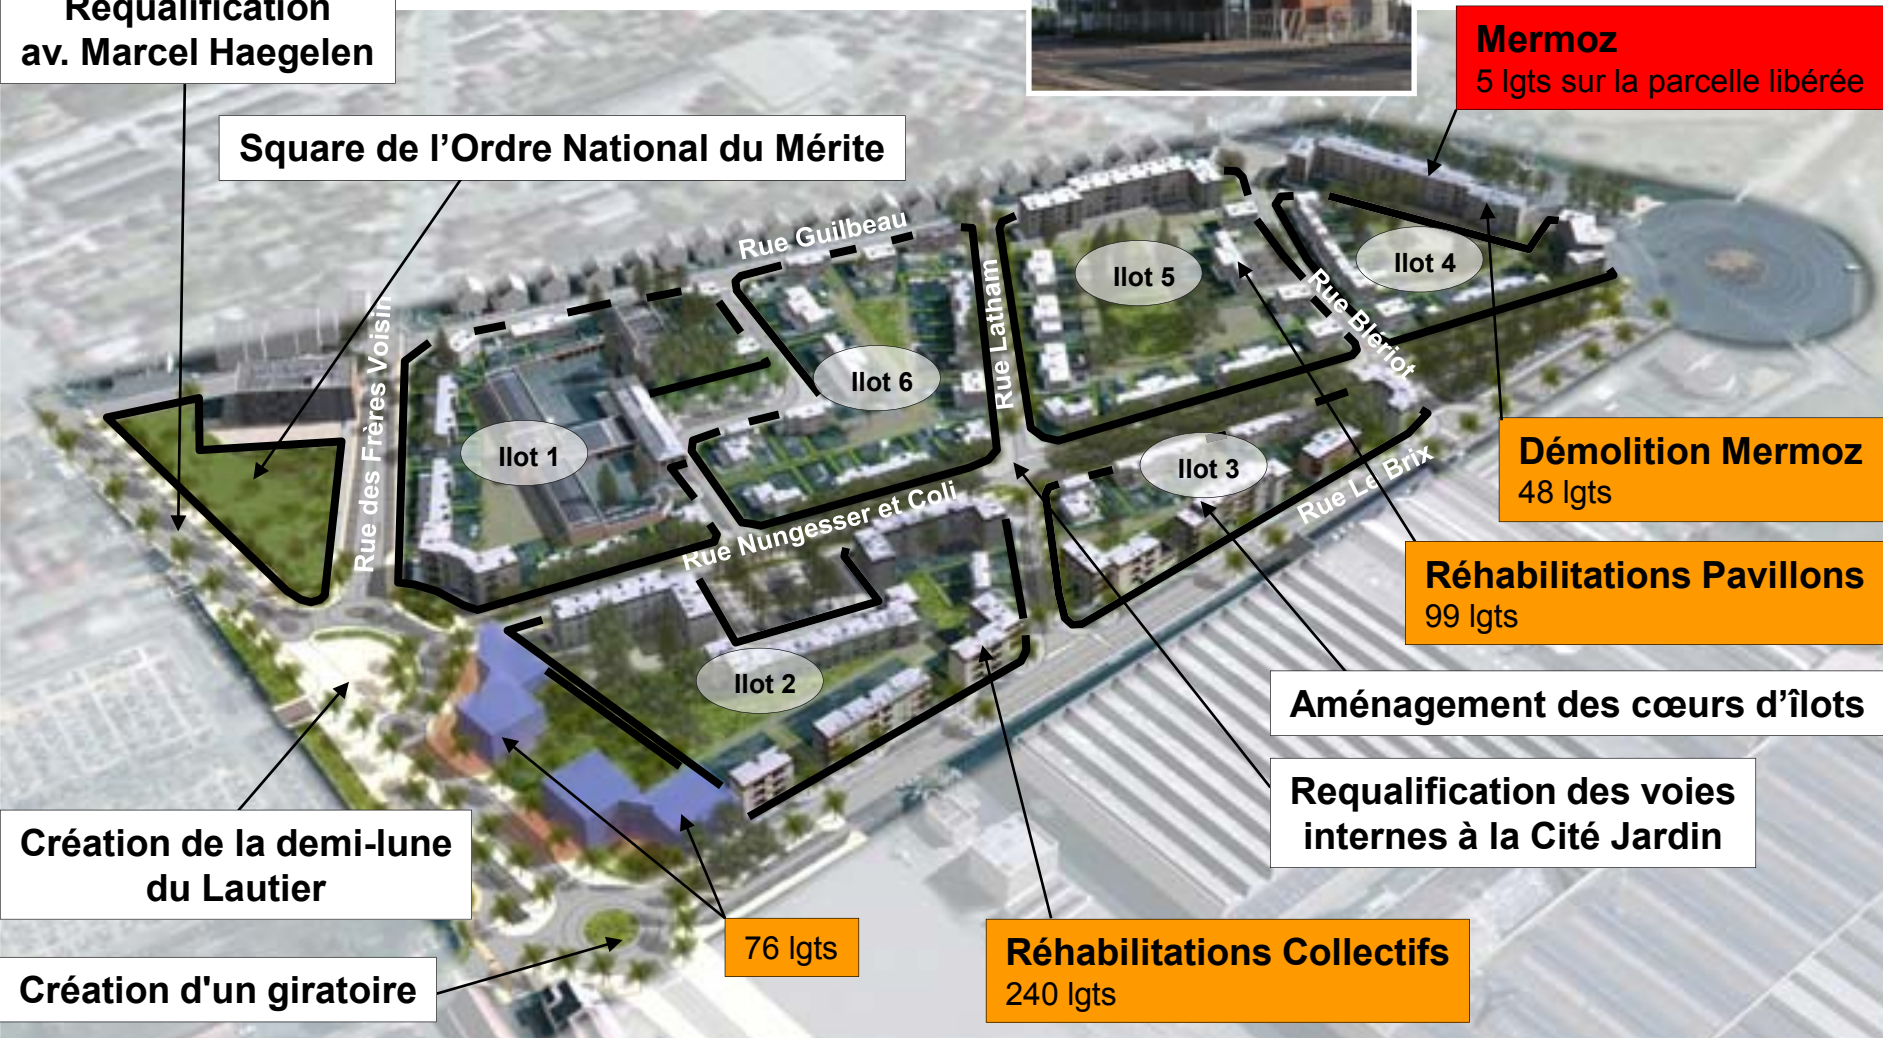 Requalification
av. Marcel Haegelen
Mermoz
5 lgts sur la parcelle libérée
Square de l’Ordre National du Mérite
Rue Guilbeau
Rue des Frères Voisin
Rue Latham
Rue Blériot
Ilot 5
Ilot 4
Ilot 6
Ilot 1
Ilot 3
Rue Nungesser et Coli
Rue Le Brix
Ilot 2
Démolition Mermoz
48 lgts
Réhabilitations Pavillons
99 lgts
Aménagement des cœurs d’îlots
Requalification des voies
internes à la Cité Jardin
Création de la demi-lune
du Lautier
76 lgts
Réhabilitations Collectifs
240 lgts
Création d'un giratoire